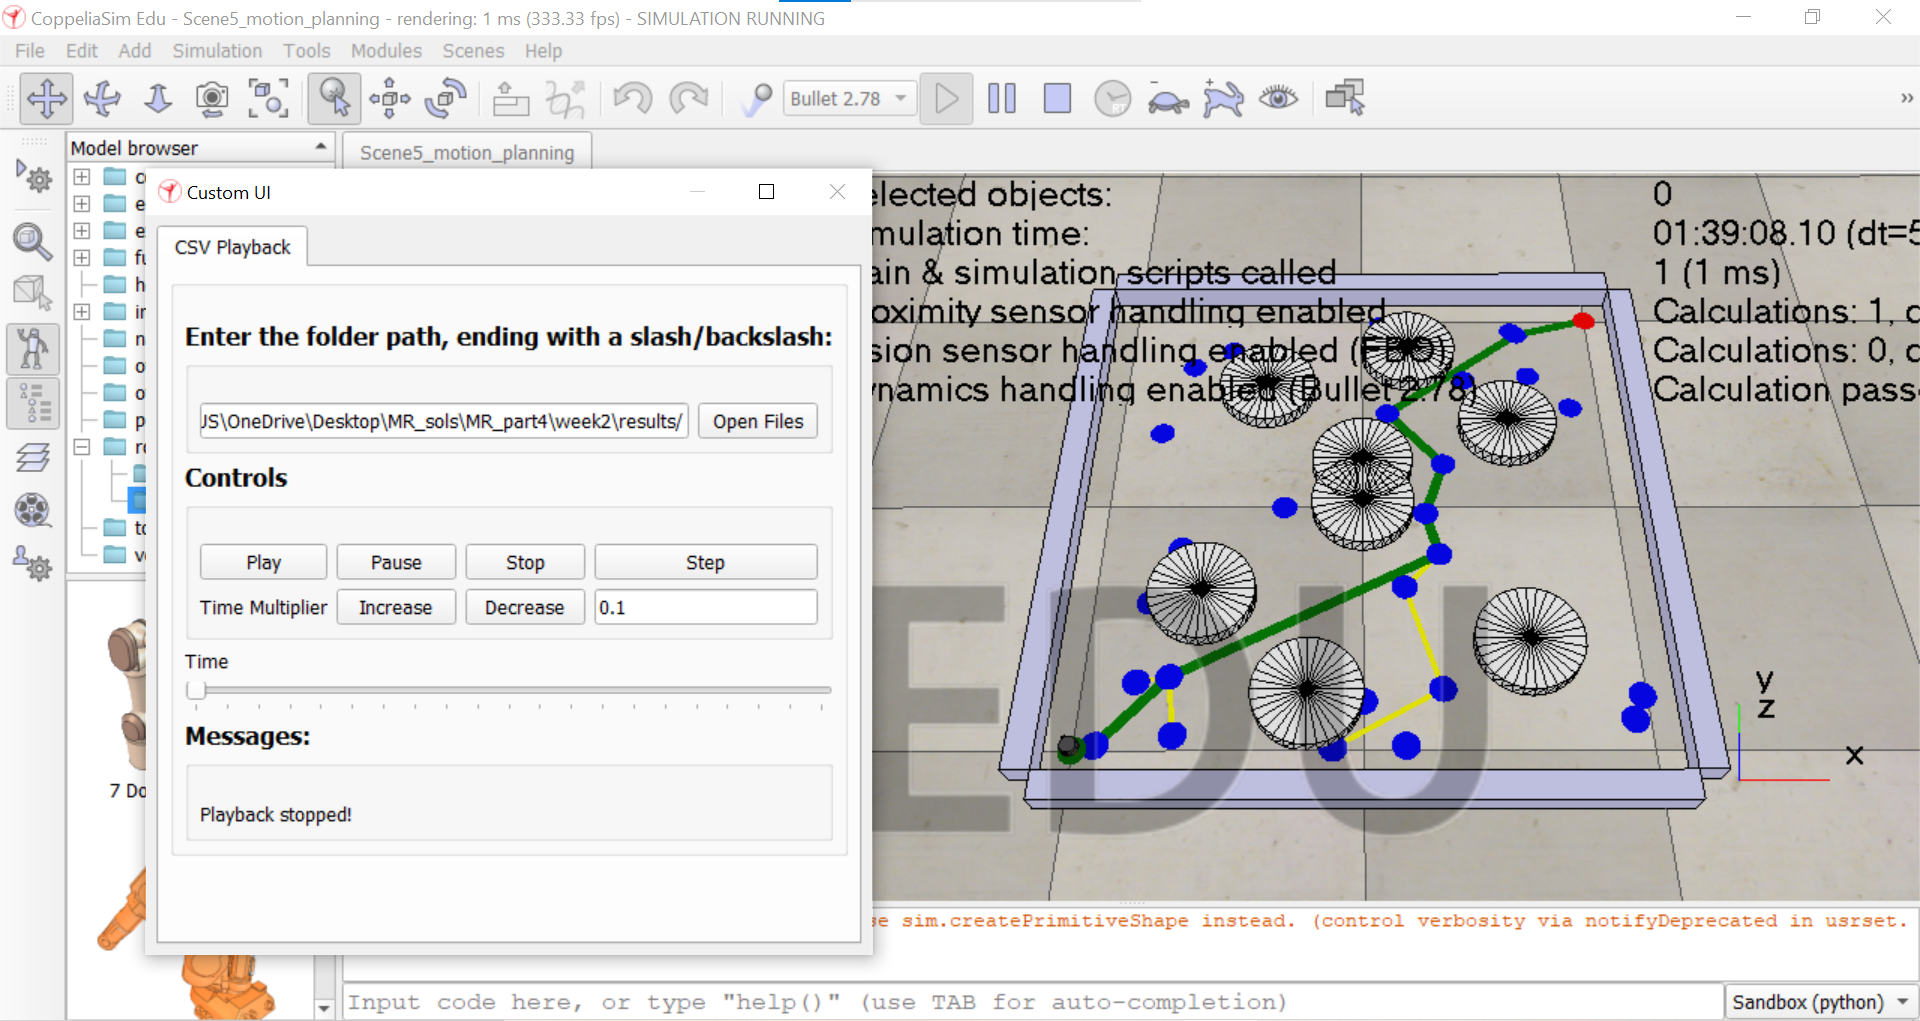 CoppeliaSim Edu - Scene5_motion_planning - rendering: 1 ms (333.33 fps) - SIMULATION RUNNING
File Edit Add Simulation Tools Modules Scenes Help
Bullet 2.78
RT
»
Model browser
Scene5_motion_planning
Custom UI
CSV Playback
Enter the folder path, ending with a slash/backslash:
JS\OneDrive\Desktop\MR_sols\MR_part4\week2\results/
Open Files
Controls
Play Pause Stop Step
Time Multiplier Increase Decrease 0.1
Time
Messages:
Playback stopped!
7 Do
elected objects: 0
mulation time: 01:39:08.10 (dt=5
ain & simulation scripts called 1 (1 ms)
oximity sensor handling enabled Calculations: 1, d
sion sensor handling enabled (FBO) Calculations: 0, d
namics handling enabled (Bullet 2.78) Calculation pass
EDU
y
z
x
se sim.createPrimitiveShape instead. (control verbosity via notifyDeprecated in usrset.
Input code here, or type "help()" (use TAB for auto-completion)
Sandbox (python)